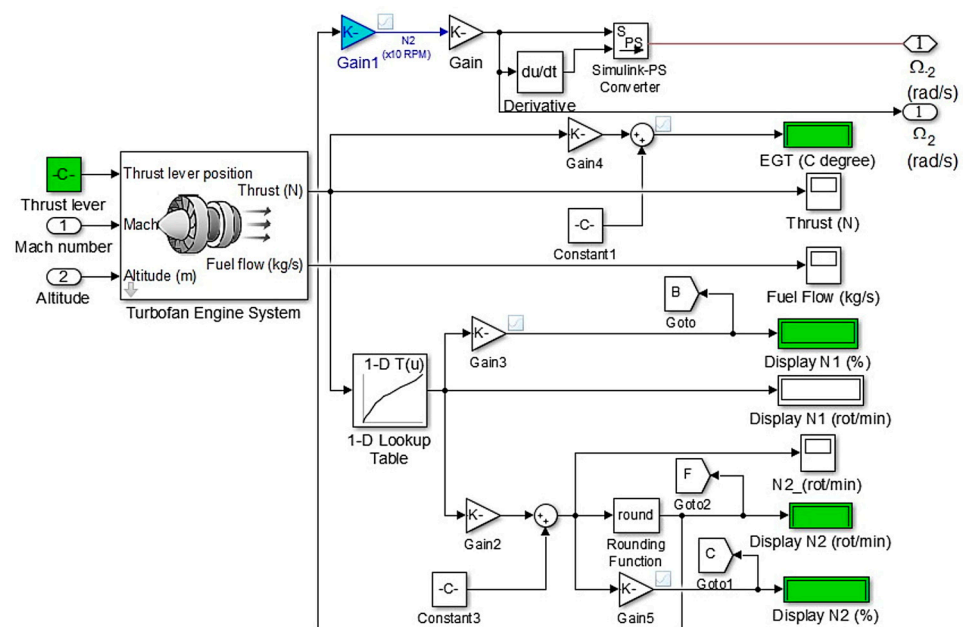 K-
Gain1
N2
(x10 RPM)
K-
Gain
du/dt
Derivative
S
PS
Simulink-PS
Converter
1
Ω-2
(rad/s)
1
Ω2
(rad/s)
K-
Gain4
+
+
EGT (C degree)
-C-
Constant1
Thrust (N)
Fuel Flow (kg/s)
-C-
Thrust lever
1
Mach number
2
Altitude
Thrust lever position
Thrust (N)
Mach
Fuel flow (kg/s)
Altitude (m)
Turbofan Engine System
B
Goto
K-
Gain3
Display N1 (%)
1-D T(u)
1-D Lookup
Table
Display N1 (rot/min)
N2_(rot/min)
F
Goto2
K-
Gain2
+
+
round
Rounding
Function
Display N2 (rot/min)
C
Goto1
-C-
Constant3
K-
Gain5
Display N2 (%)